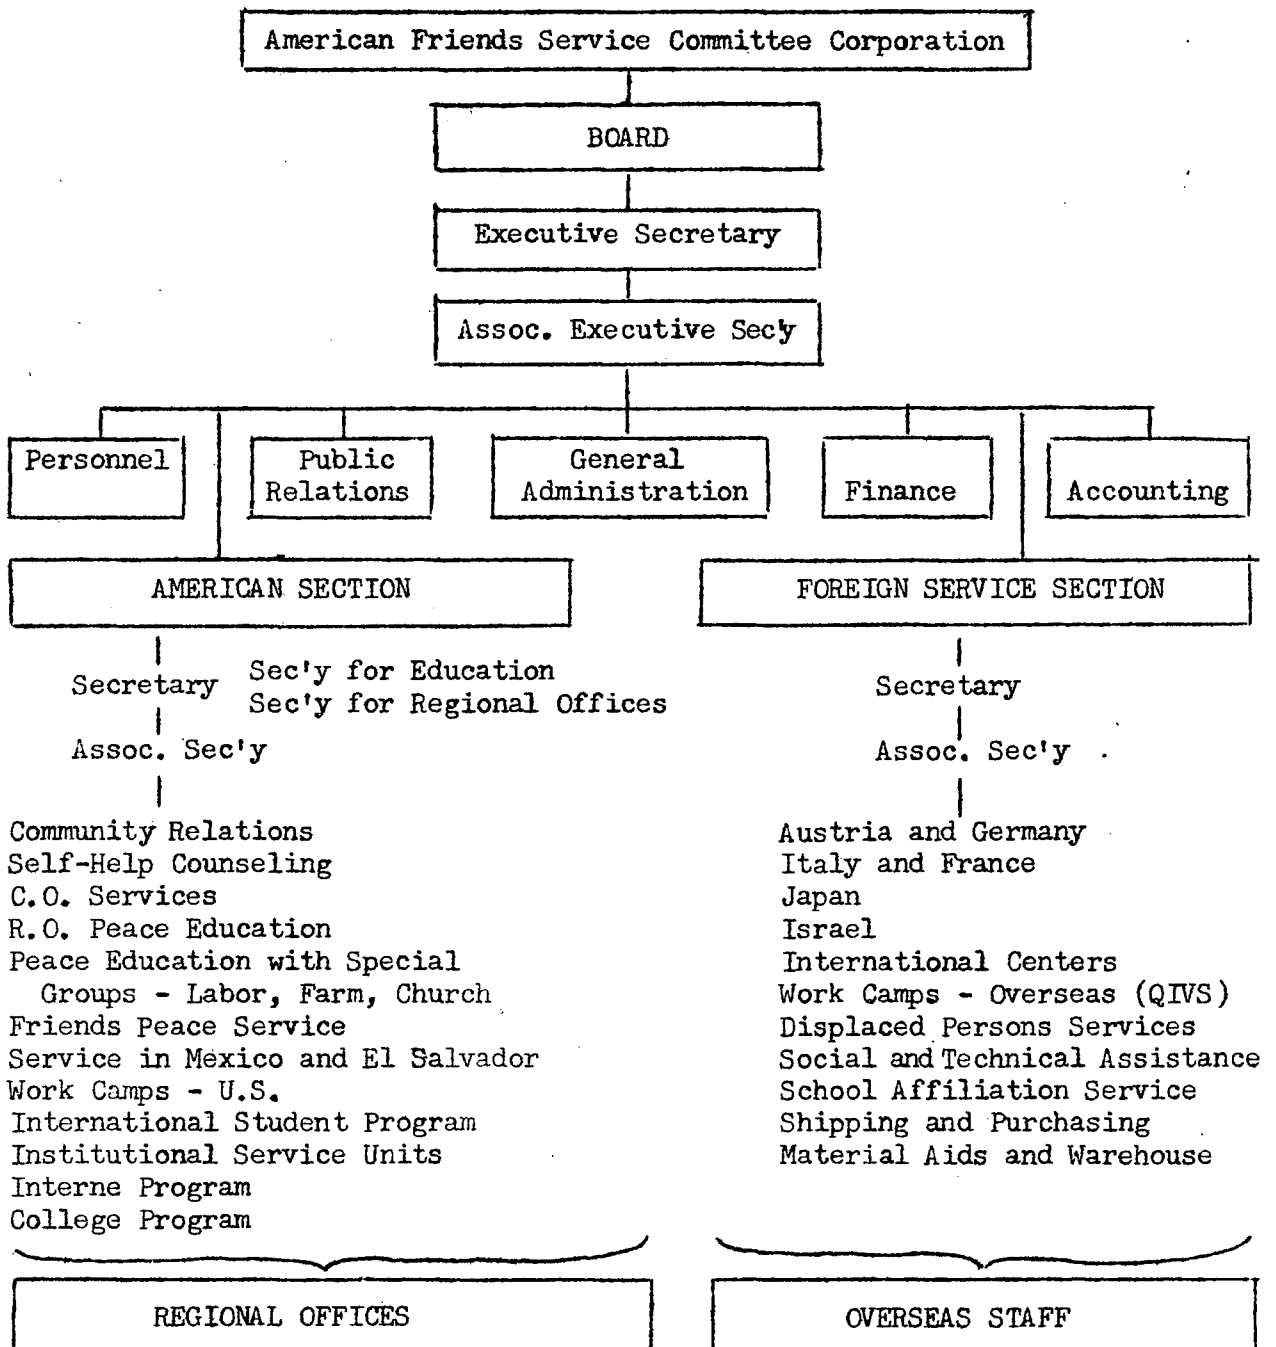 American Friends Service Committee Corporation
BOARD
Executive Secretary
Assoc. Executive Sec'y
Personnel
Public
Relations
General
Administration
Finance
Accounting
AMERICAN SECTION
Secretary
Sec'y for Education
Sec'y for Regional Offices
Assoc. Sec'y
Community Relations
Self-Help Counseling
C.O. Services
R.O. Peace Education
Peace Education with Special
Groups - Labor, Farm, Church
Friends Peace Service
Service in Mexico and El Salvador
Work Camps - U.S.
International Student Program
Institutional Service Units
Interne Program
College Program
REGIONAL OFFICES
FOREIGN SERVICE SECTION
Secretary
Assoc. Sec'y
Austria and Germany
Italy and France
Japan
Israel
International Centers
Work Camps - Overseas (QIVS)
Displaced Persons Services
Social and Technical Assistance
School Affiliation Service
Shipping and Purchasing
Material Aids and Warehouse
OVERSEAS STAFF